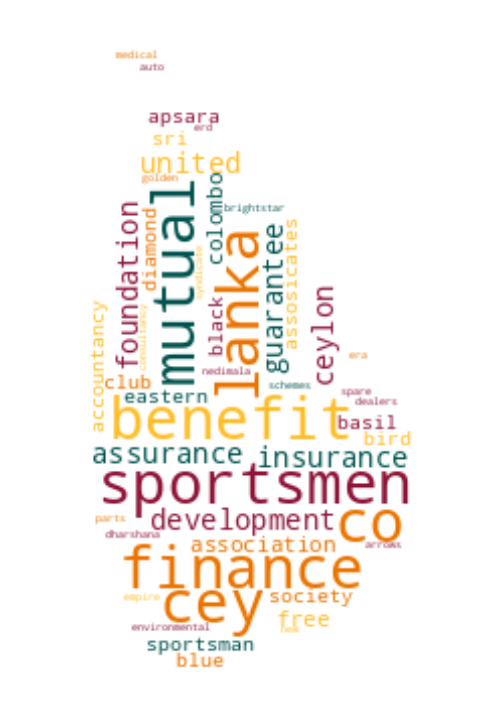 medical
auto
apsara
erd
sri
united
golden
mutual
lanka
colombo
brightstar
foundation
diamond
syndicate
consultancy
black
guarantee
assosicates
ceylon
accountancy
era
nedimala
club
schemes
eastern
spare
dealers
benefit
basil
bird
assurance
insurance
sportsmen
development
co
parts
dharshana
association
arrows
finance
cey
empire
society
free
new
environmental
sportsman
blue